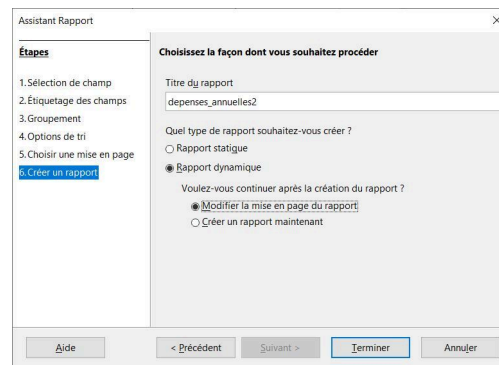 Assistant Rapport
Étapes
1.Sélection de champ
2.Étiquetage des champs
3.Groupement
4.Options de tri
5.Choisir une mise en page
6.Créer un rapport
Choisissez la façon dont vous souhaitez procéder
Titre du rapport
depenses_annuelles2
Quel type de rapport souhaitez-vous créer ?
Rapport statique
Rapport dynamique
Voulez-vous continuer après la création du rapport ?
Modifier la mise en page du rapport
Créer un rapport maintenant
Aide
< Précédent
Suivant >
Terminer
Annuler